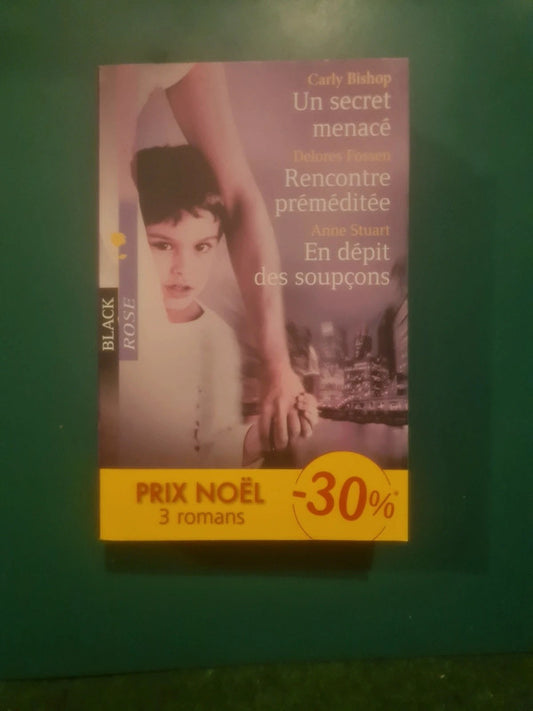 Carly Bishop
Un secret
menacé
Delores Fossen
Rencontre
préméditée
Anne Stuart
En dépit
des soupçons
BLACK
ROSE
PRIX NOËL
3 romans
-30%*